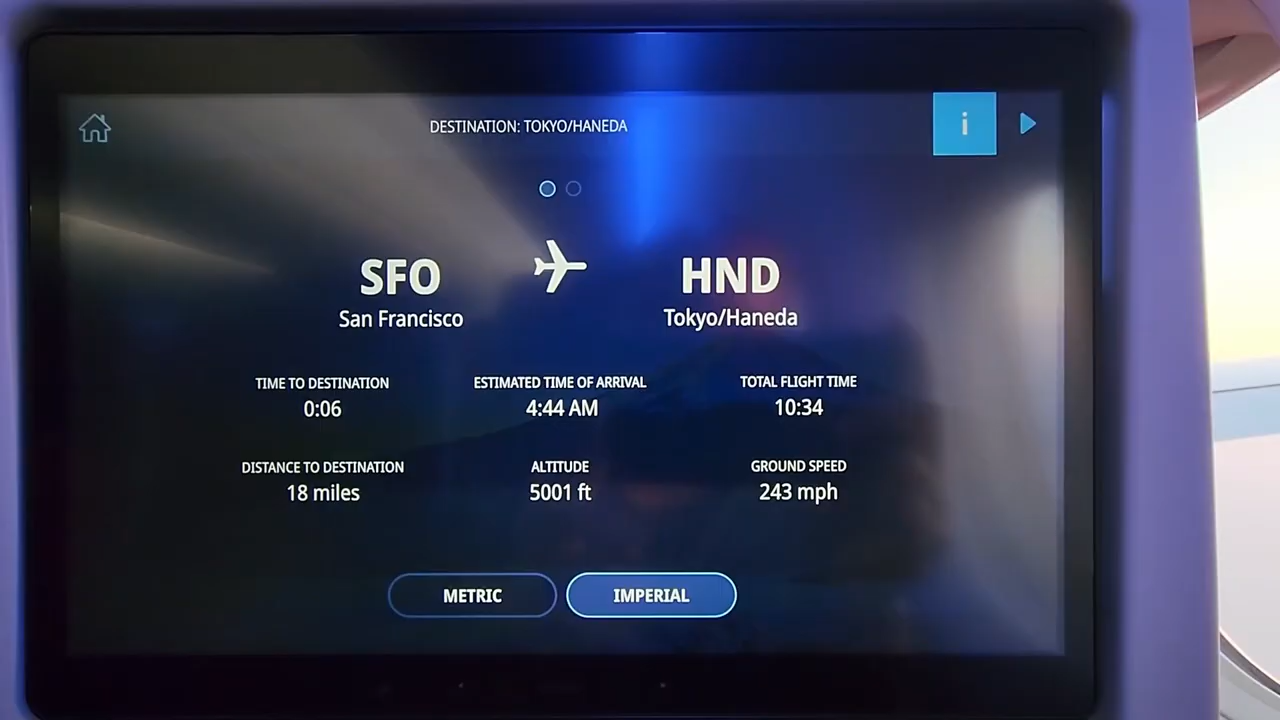 DESTINATION: TOKYO/HANEDA
i
SFO
San Francisco
HND
Tokyo/Haneda
TIME TO DESTINATION
0:06
ESTIMATED TIME OF ARRIVAL
4:44 AM
TOTAL FLIGHT TIME
10:34
DISTANCE TO DESTINATION
18 miles
ALTITUDE
5001 ft
GROUND SPEED
243 mph
METRIC
IMPERIAL